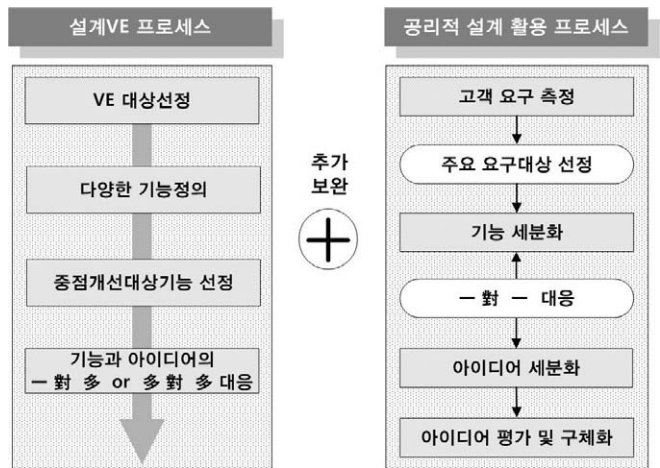 설계VE 프로세스
VE 대상선정
다양한 기능정의
중점개선대상기능 선정
기능과 아이디어의
一 對 多 or 多 對 多 대응
추가
보완
공리적 설계 활용 프로세스
고객 요구 측정
주요 요구대상 선정
기능 세분화
一 對 一 대응
아이디어 세분화
아이디어 평가 및 구체화